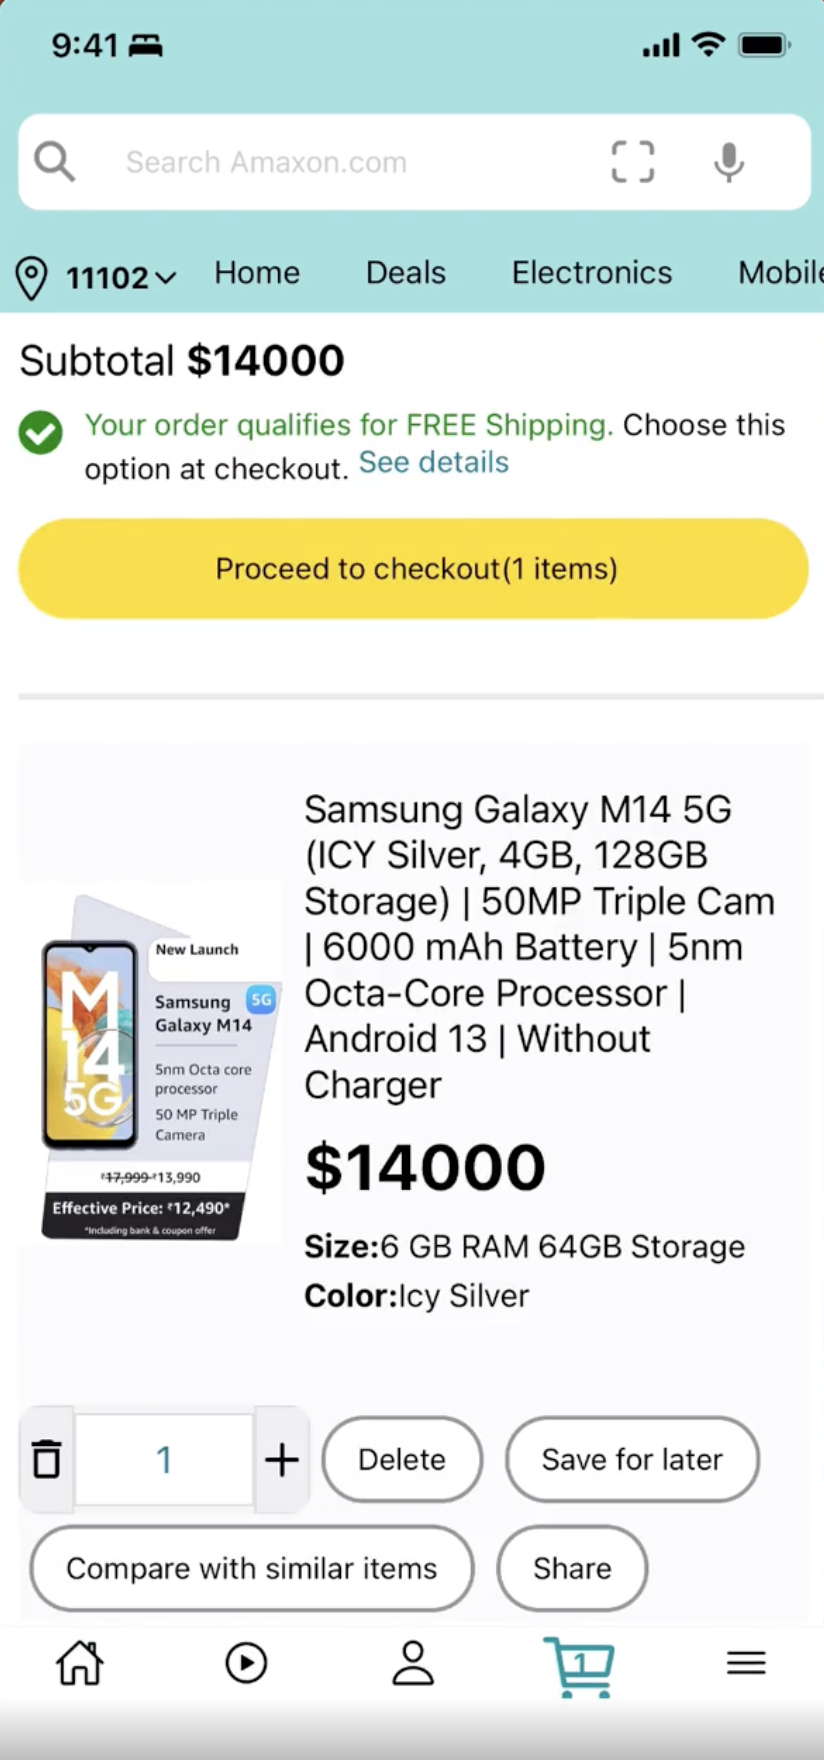 9:41
Search Amaxon.com
11102 Home Deals Electronics Mobile
Subtotal $14000
Your order qualifies for FREE Shipping. Choose this
option at checkout. See details
Proceed to checkout(1 items)
Samsung Galaxy M14 5G
(ICY Silver, 4GB, 128GB
Storage) | 50MP Triple Cam
| 6000 mAh Battery | 5nm
Octa-Core Processor |
Android 13 | Without
Charger
M
14
5G
New Launch
Samsung 5G
Galaxy M14
5nm Octa core
processor
50 MP Triple
Camera
₹17,999 ₹13,990
Effective Price: ₹12,490*
*Including bank & coupon offer
$14000
Size:6 GB RAM 64GB Storage
Color:Icy Silver
1
Delete
Save for later
Compare with similar items
Share
1